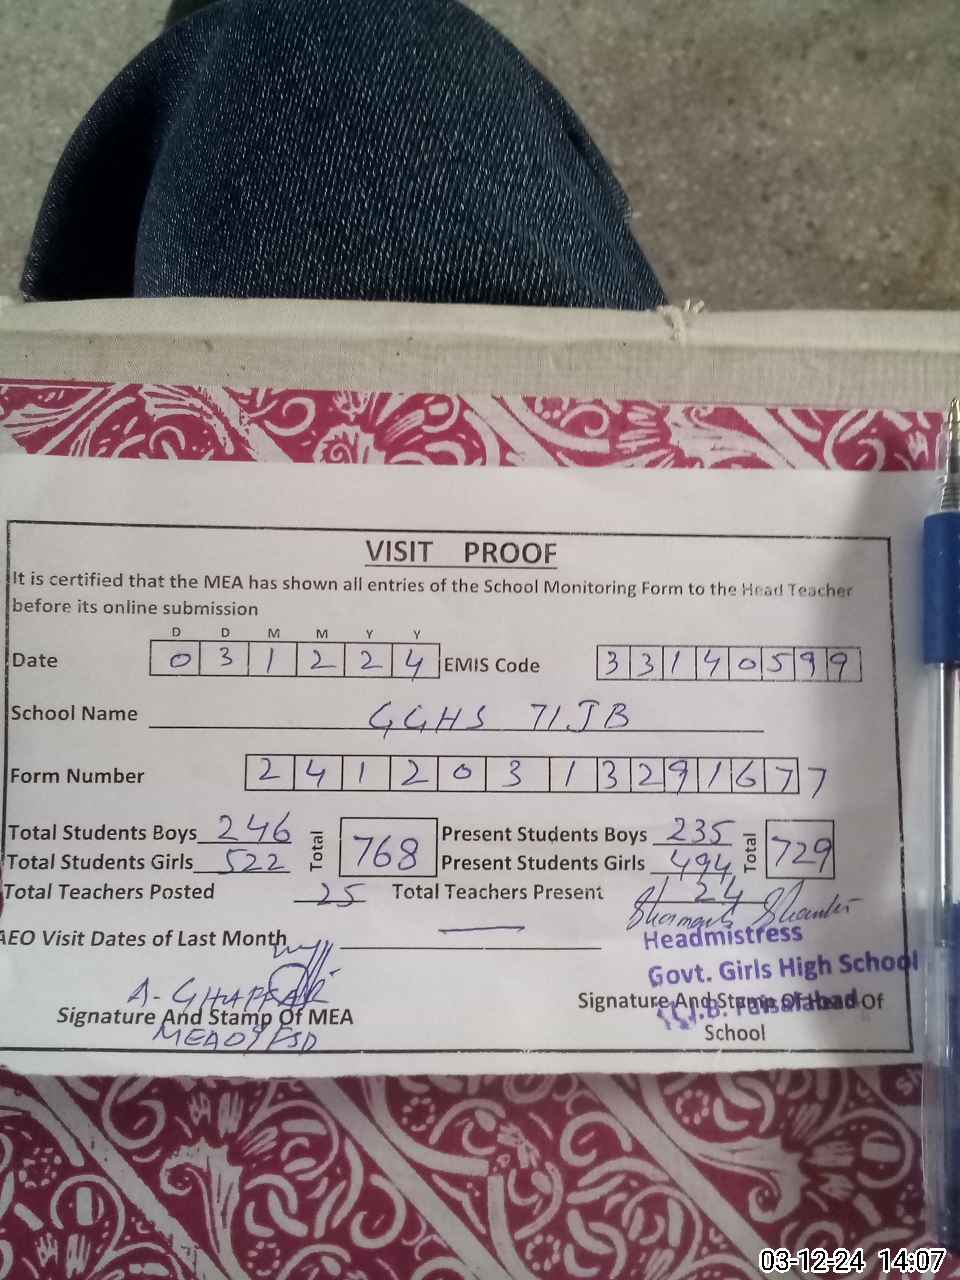 VISIT PROOF
It is certified that the MEA has shown all entries of the School Monitoring Form to the Head Teacher
before its online submission
D D M M Y Y
Date 0 3 1 2 2 4 EMIS Code 3 3 1 4 0 5 9 9
School Name GGHS 71 JB
Form Number 2 4 1 2 0 3 1 3 2 9 1 6 7 7
Total Students Boys 246 Total 768 Present Students Boys 235 Total 729
Total Students Girls 522 Present Students Girls 494
Total Teachers Posted 25 Total Teachers Present 24
AEO Visit Dates of Last Month —
Headmistress
Govt. Girls High School
J.B. Faisalabad
A. GHAFFAR
Signature And Stamp Of MEA
MEA 09 FSD
Signature And Stamp Of Head Of
School
03-12-24 14:07